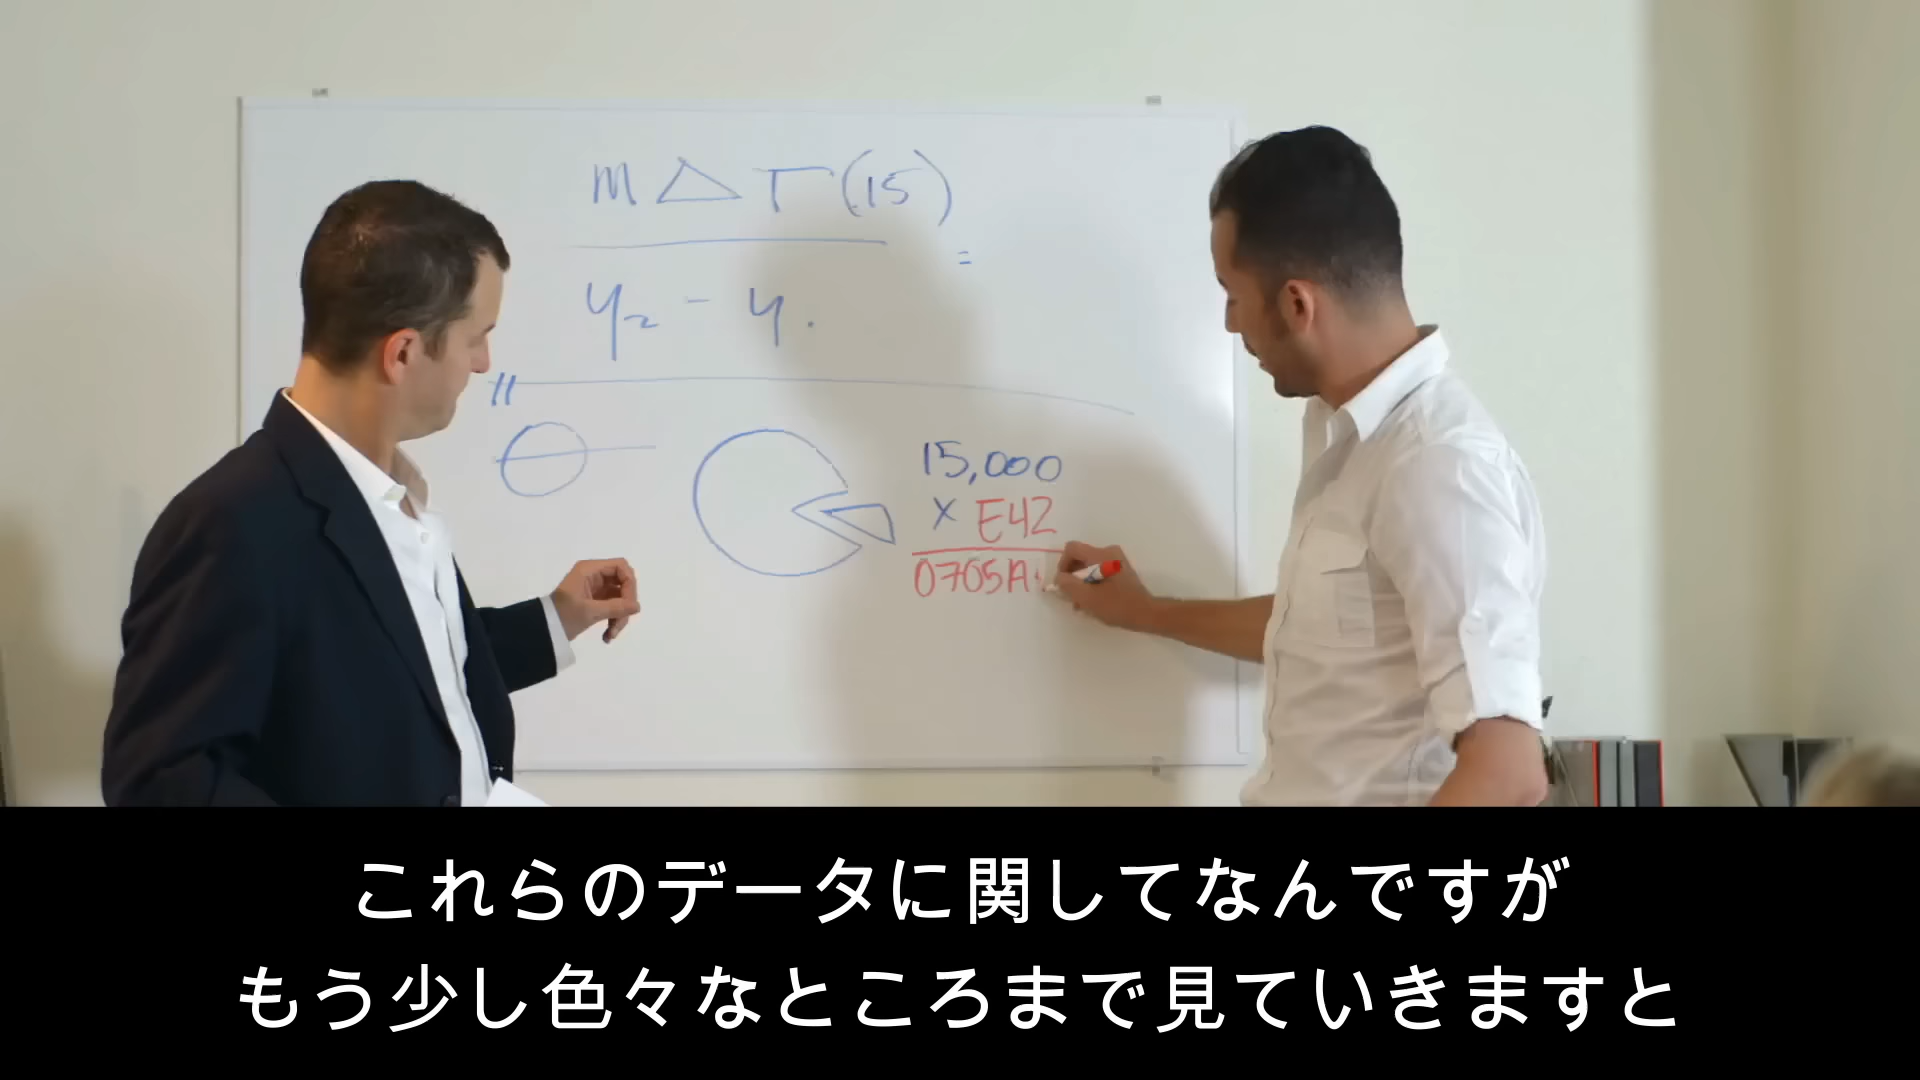 m△T(15)
=
y₂ - y.
15,000
x E42
0705A
これらのデータに関してなんですが
もう少し色々なところまで見ていきますと